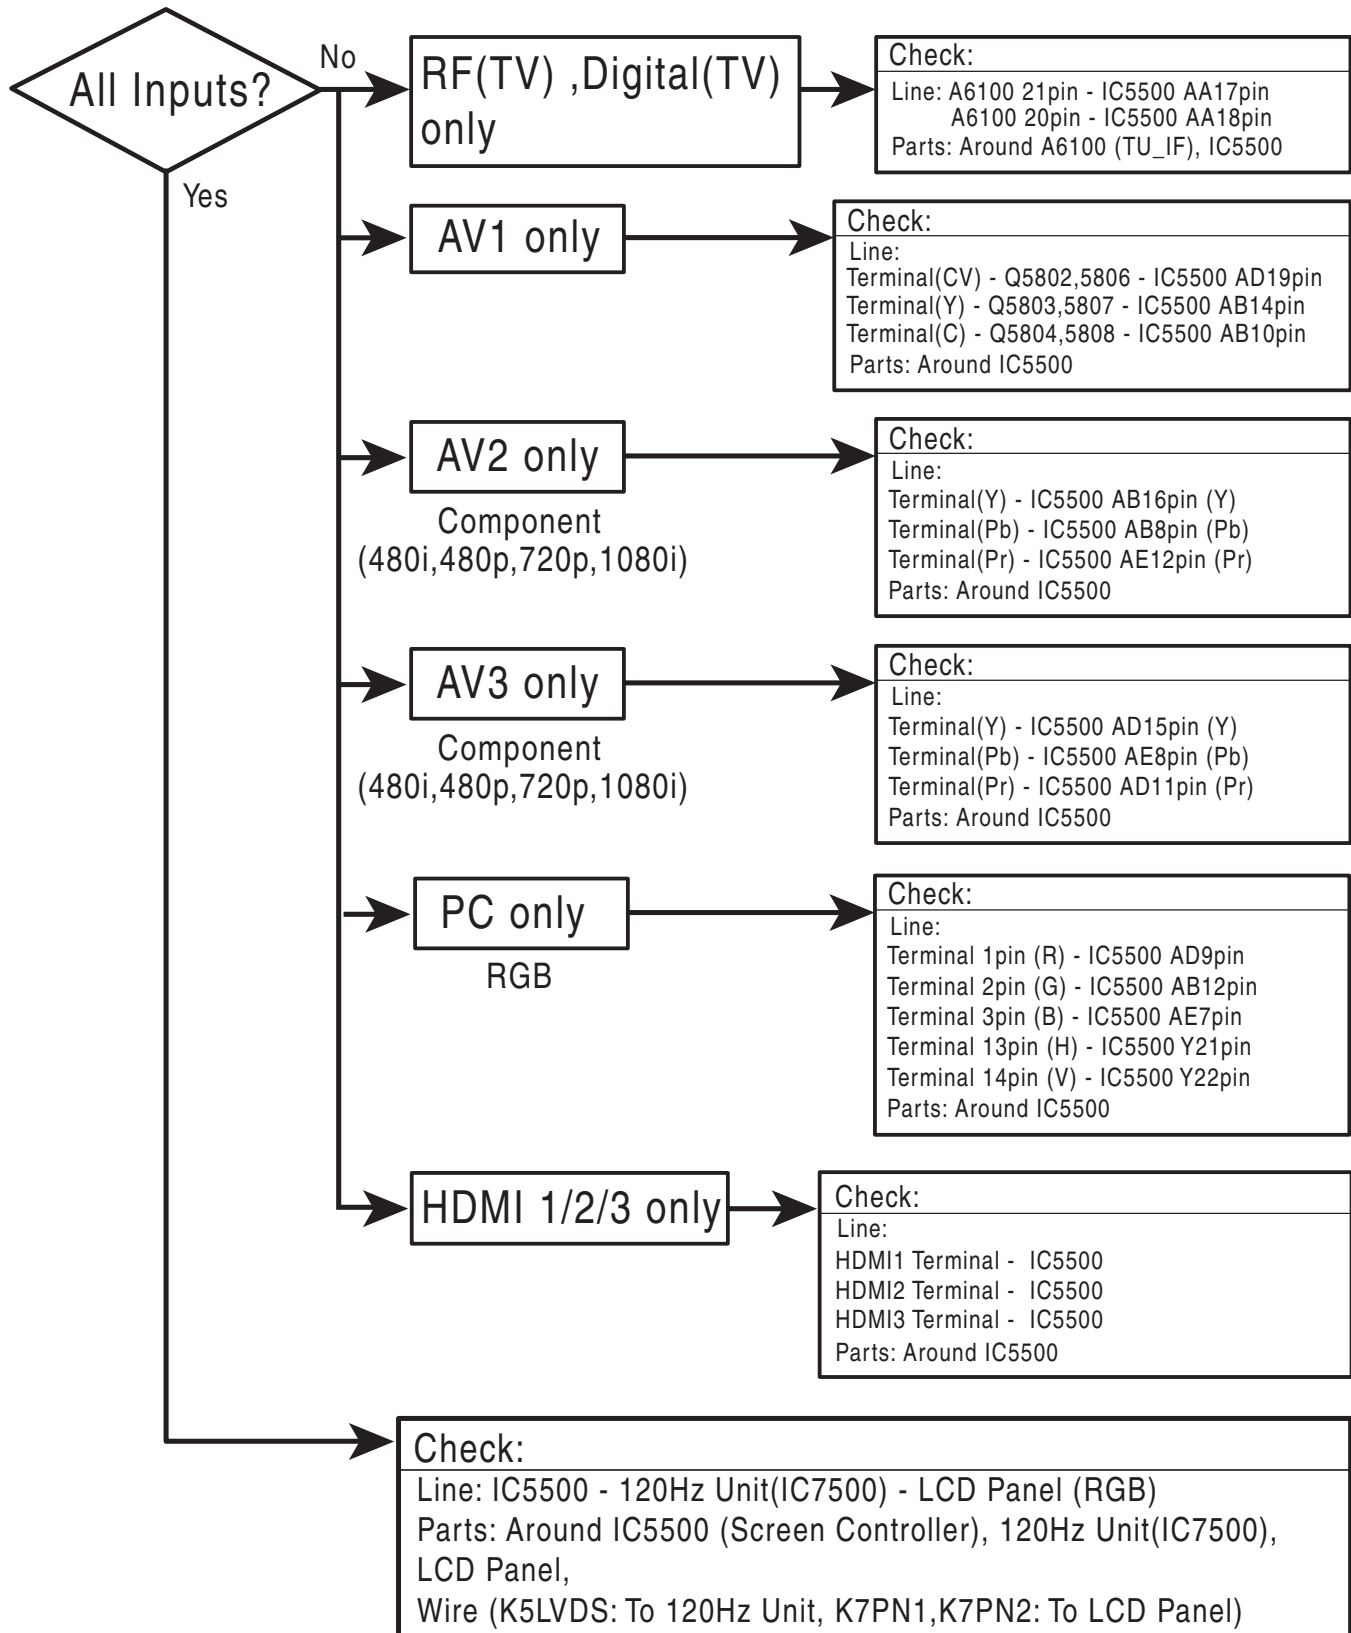 All Inputs?
No
Yes
RF(TV) ,Digital(TV)
only
Check:
Line: A6100 21pin - IC5500 AA17pin
A6100 20pin - IC5500 AA18pin
Parts: Around A6100 (TU_IF), IC5500
AV1 only
Check:
Line:
Terminal(CV) - Q5802,5806 - IC5500 AD19pin
Terminal(Y) - Q5803,5807 - IC5500 AB14pin
Terminal(C) - Q5804,5808 - IC5500 AB10pin
Parts: Around IC5500
AV2 only
Component
(480i,480p,720p,1080i)
Check:
Line:
Terminal(Y) - IC5500 AB16pin (Y)
Terminal(Pb) - IC5500 AB8pin (Pb)
Terminal(Pr) - IC5500 AE12pin (Pr)
Parts: Around IC5500
AV3 only
Component
(480i,480p,720p,1080i)
Check:
Line:
Terminal(Y) - IC5500 AD15pin (Y)
Terminal(Pb) - IC5500 AE8pin (Pb)
Terminal(Pr) - IC5500 AD11pin (Pr)
Parts: Around IC5500
PC only
RGB
Check:
Line:
Terminal 1pin (R) - IC5500 AD9pin
Terminal 2pin (G) - IC5500 AB12pin
Terminal 3pin (B) - IC5500 AE7pin
Terminal 13pin (H) - IC5500 Y21pin
Terminal 14pin (V) - IC5500 Y22pin
Parts: Around IC5500
HDMI 1/2/3 only
Check:
Line:
HDMI1 Terminal - IC5500
HDMI2 Terminal - IC5500
HDMI3 Terminal - IC5500
Parts: Around IC5500
Check:
Line: IC5500 - 120Hz Unit(IC7500) - LCD Panel (RGB)
Parts: Around IC5500 (Screen Controller), 120Hz Unit(IC7500),
LCD Panel,
Wire (K5LVDS: To 120Hz Unit, K7PN1,K7PN2: To LCD Panel)